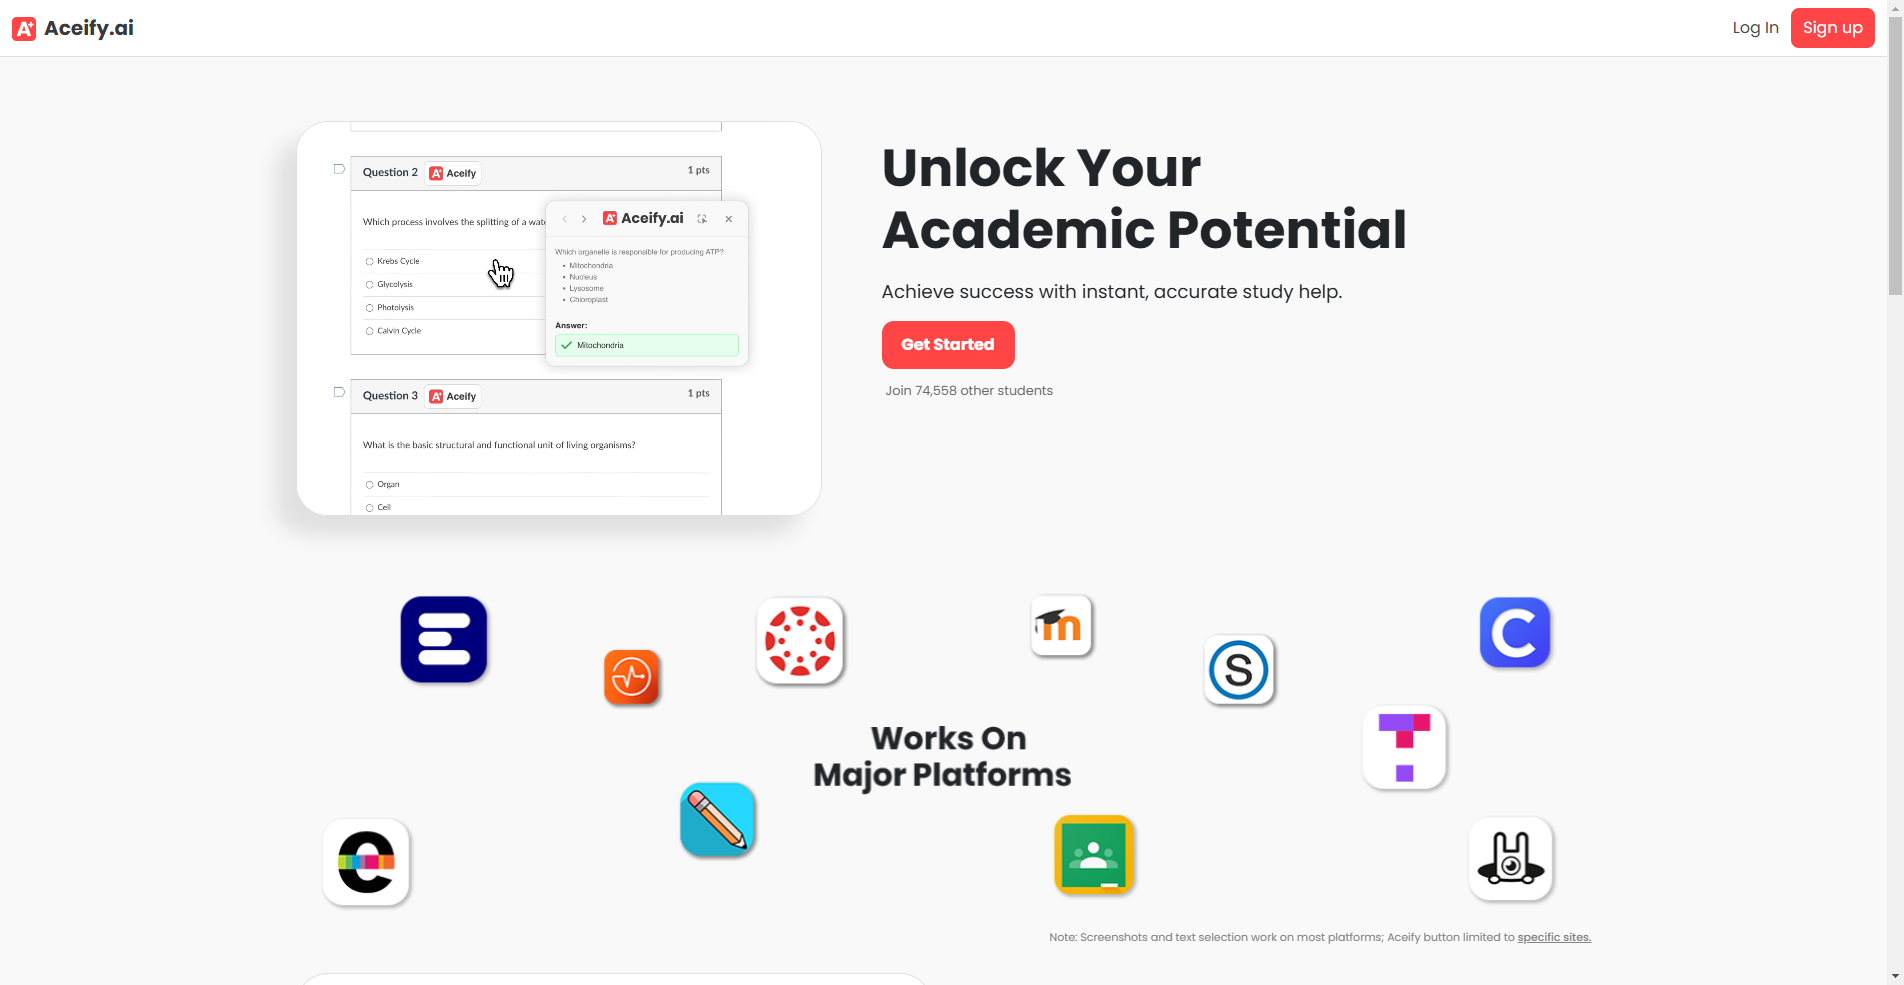 Aceify.ai
Log In
Sign up
Question 2
Aceify
1 pts
Which process involves the splitting of a wat
Krebs Cycle
Glycolysis
Photolysis
Calvin Cycle
Aceify.ai
Which organelle is responsible for producing ATP?
Mitochondria
Nucleus
Lysosome
Chloroplast
Answer:
Mitochondria
Question 3
Aceify
1 pts
What is the basic structural and functional unit of living organisms?
Organ
Cell
Unlock Your
Academic Potential
Achieve success with instant, accurate study help.
Get Started
Join 74,558 other students
Works On
Major Platforms
Note: Screenshots and text selection work on most platforms; Aceify button limited to specific sites.